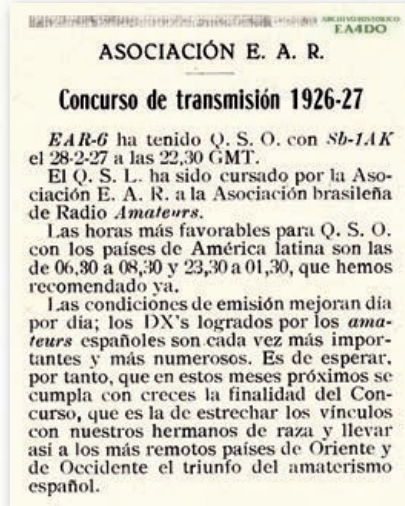 ARCHIVO HISTORICO
EA4DO
ASOCIACIÓN E. A. R.
Concurso de transmisión 1926-27
EAR-6 ha tenido Q. S. O. con Sb-1AK
el 28-2-27 a las 22,30 GMT.
El Q. S. L. ha sido cursado por la Aso-
ciación E. A. R. a la Asociación brasileña
de Radio Amateurs.
Las horas más favorables para Q. S. O.
con los países de América latina son las
de 06,30 a 08,30 y 23,30 a 01,30, que hemos
recomendado ya.
Las condiciones de emisión mejoran día
por día; los DX's logrados por los ama-
teurs españoles son cada vez más impor-
tantes y más numerosos. Es de esperar,
por tanto, que en estos meses próximos se
cumpla con creces la finalidad del Con-
curso, que es la de estrechar los vínculos
con nuestros hermanos de raza y llevar
así a los más remotos países de Oriente y
de Occidente el triunfo del amaterismo
español.